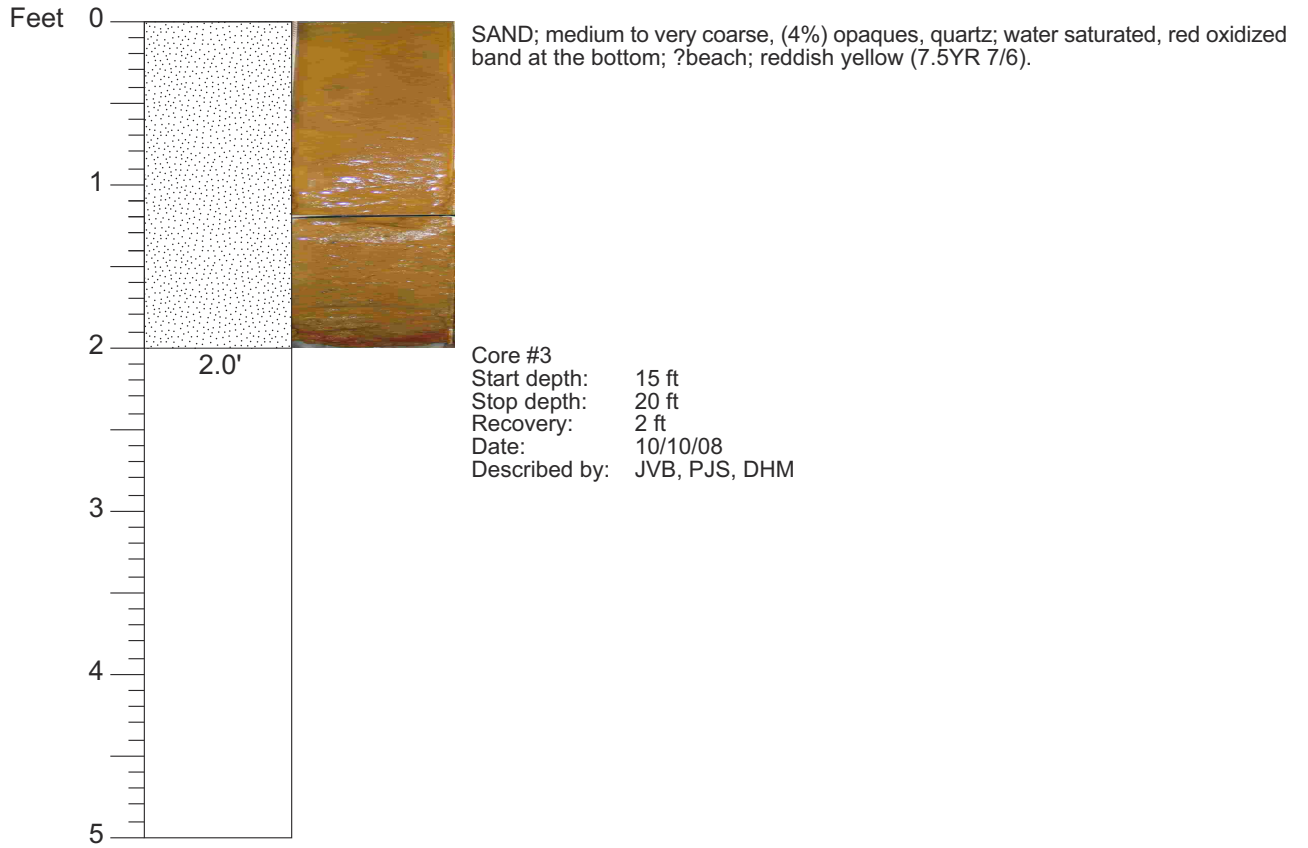 Feet 0
SAND; medium to very coarse, (4%) opaques, quartz; water saturated, red oxidized
band at the bottom; ?beach; reddish yellow (7.5YR 7/6).
1
2
2.0'
Core #3
Start depth: 15 ft
Stop depth: 20 ft
Recovery: 2 ft
Date: 10/10/08
Described by: JVB, PJS, DHM
3
4
5